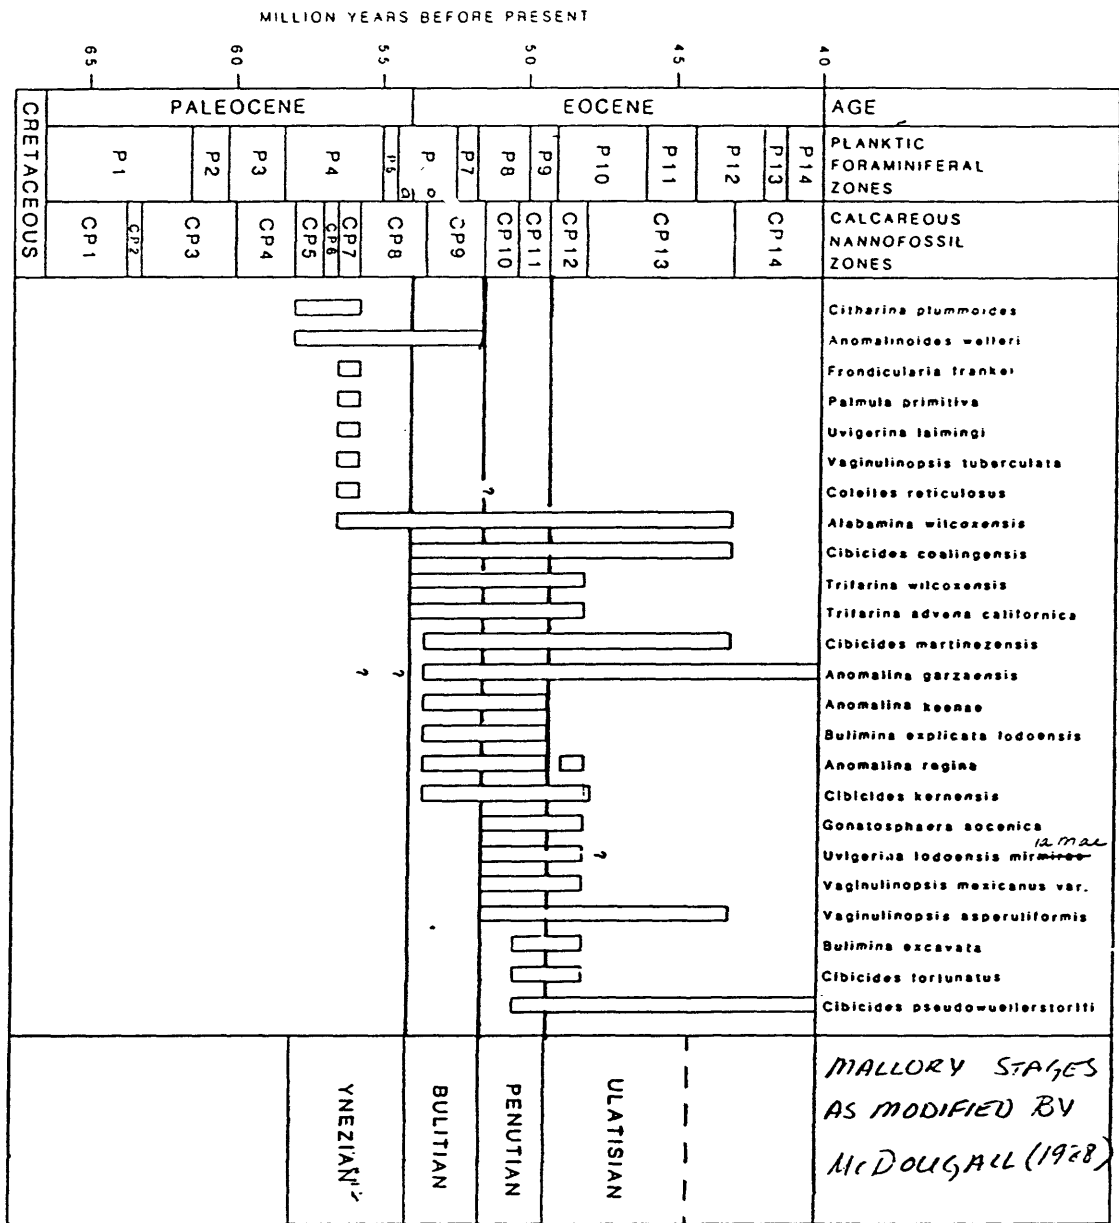 MILLION YEARS BEFORE PRESENT
65 60 55 50 45 40
CRETACEOUS PALEOCENE EOCENE AGE
P1 P2 P3 P4 P5 P7 P8 P9 P10 P11 P12 P13 P14
PLANKTIC
FORAMINIFERAL
ZONES
CP1 CP2 CP3 CP4 CP5 CP6 CP7 CP8 CP9 CP10 CP11 CP12 CP13 CP14
CALCAREOUS
NANNOFOSSIL
ZONES
Citharina plummoides
Anomalinoides welleri
Frondicularia frankei
Palmula primitiva
Uvigerina laimingi
Vaginulinopsis tuberculata
? Coleites reticulosus
Alabamina wilcoxensis
Cibicides coalingensis
Trifarina wilcoxensis
Trifarina advena californica
Cibicides martinezensis
? ? Anomalina garzaensis
Anomalina keenae
Bulimina explicata lodoensis
Anomalina regina
Cibicides kernensis
Gonatosphaera aocenica
? Uvigerina lodoensis
Vaginulinopsis mexicanus var.
Vaginulinopsis asperuliformis
Bulimina excavata
Cibicides fortunatus
Cibicides pseudowuellerstorfi
YNEZIAN BULITIAN PENUTIAN ULATISIAN
MALLORY STAGES
AS MODIFIED BY
McDOUGALL